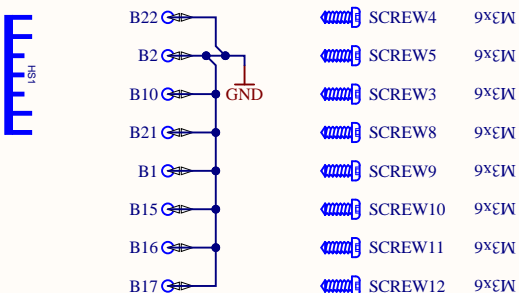 B22 SCREW4 M3x6
HS1
B2 SCREW5 M3x6
B10 GND SCREW3 M3x6
B21 SCREW8 M3x6
B1 SCREW9 M3x6
B15 SCREW10 M3x6
B16 SCREW11 M3x6
B17 SCREW12 M3x6